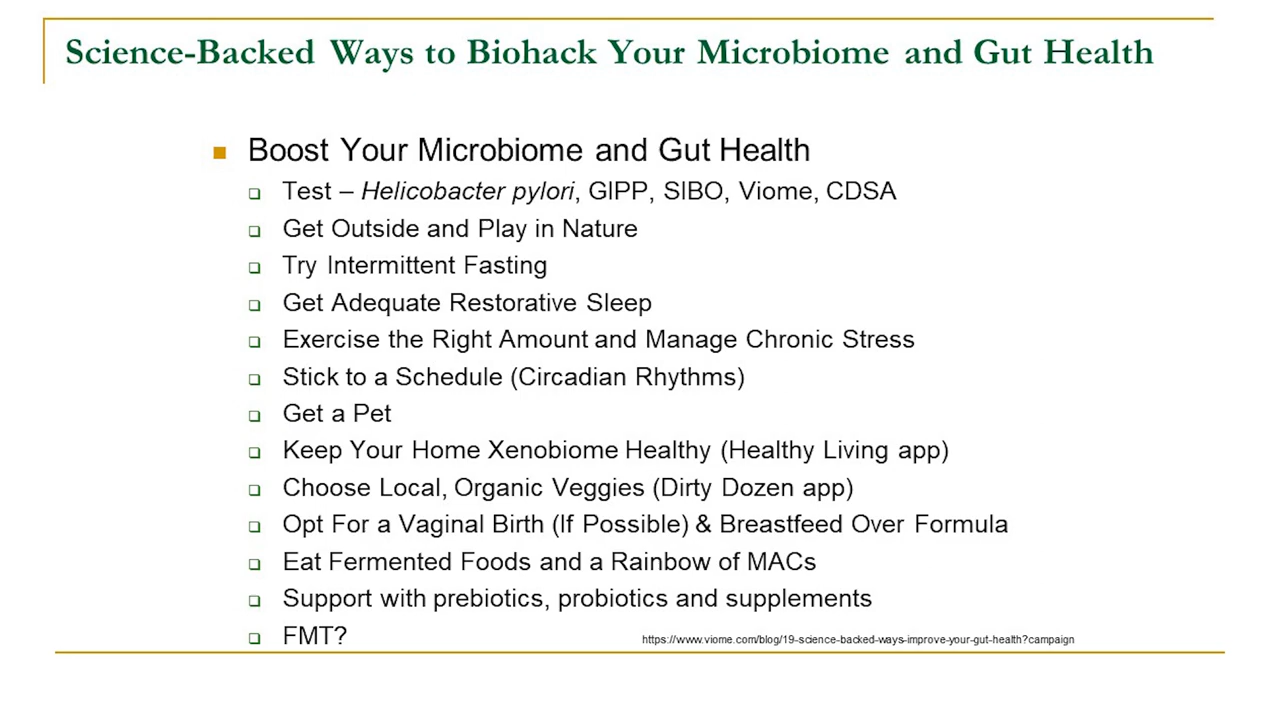 Science-Backed Ways to Biohack Your Microbiome and Gut Health
Boost Your Microbiome and Gut Health
Test – Helicobacter pylori, GIPP, SIBO, Viome, CDSA
Get Outside and Play in Nature
Try Intermittent Fasting
Get Adequate Restorative Sleep
Exercise the Right Amount and Manage Chronic Stress
Stick to a Schedule (Circadian Rhythms)
Get a Pet
Keep Your Home Xenobiome Healthy (Healthy Living app)
Choose Local, Organic Veggies (Dirty Dozen app)
Opt For a Vaginal Birth (If Possible) & Breastfeed Over Formula
Eat Fermented Foods and a Rainbow of MACs
Support with prebiotics, probiotics and supplements
FMT?
https://www.viome.com/blog/19-science-backed-ways-improve-your-gut-health?campaign